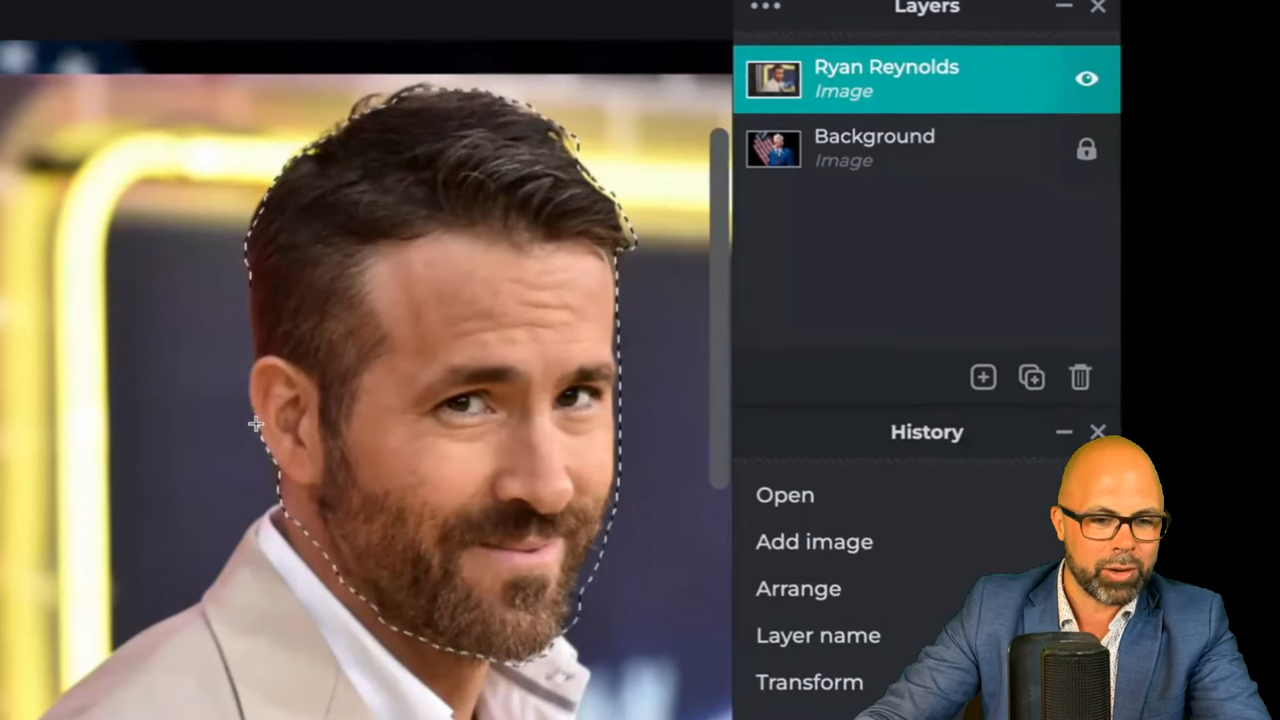 Layers
Ryan Reynolds
Image
Background
Image
History
Open
Add image
Arrange
Layer name
Transform